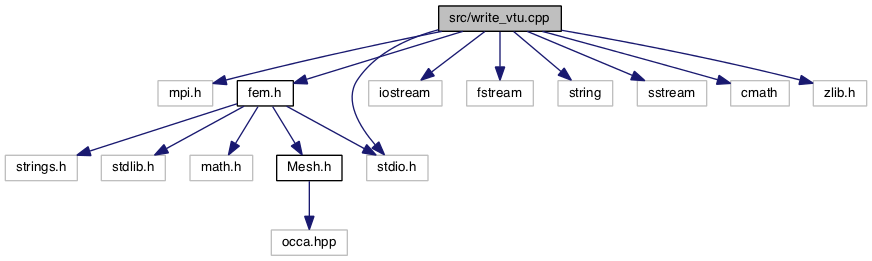 src/write_vtu.cpp
mpi.h
fem.h
iostream
fstream
string
sstream
cmath
zlib.h
strings.h
stdlib.h
math.h
Mesh.h
stdio.h
occa.hpp